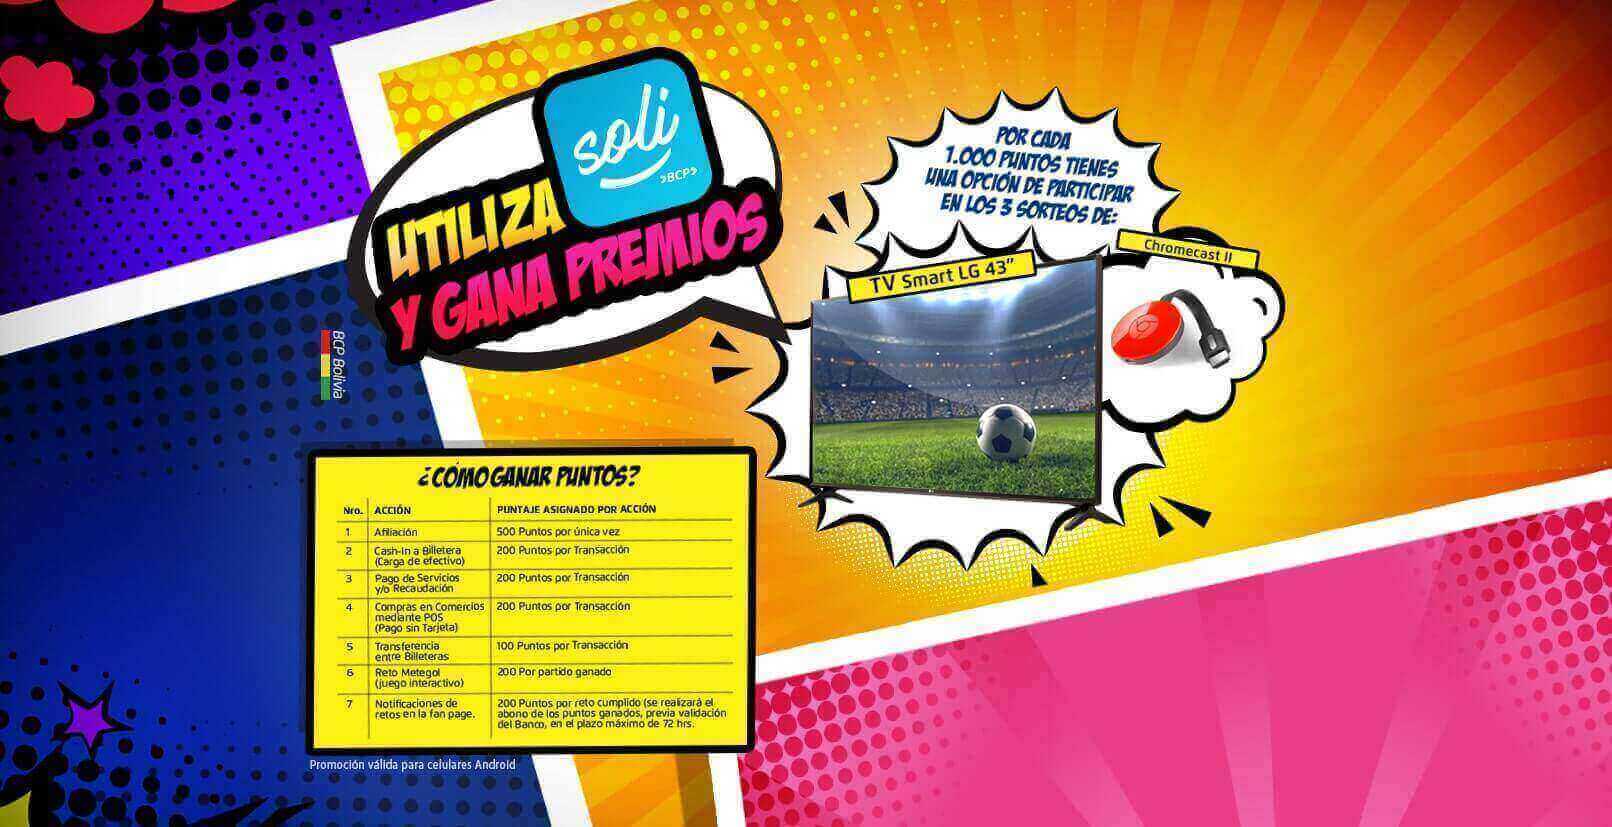 UTILIZA
soli
>BCP>
Y GANA PREMIOS
POR CADA
1.000 PUNTOS TIENES
UNA OPCIÓN DE PARTICIPAR
EN LOS 3 SORTEOS DE:
TV Smart LG 43"
Chromecast II
BCP Bolivia
¿CÓMO GANAR PUNTOS?
Nro. ACCIÓN PUNTAJE ASIGNADO POR ACCIÓN
1 Afiliación 500 Puntos por única vez
2 Cash-in a Billetera 200 Puntos por Transacción
(Carga de efectivo)
3 Pago de Servicios 200 Puntos por Transacción
y/o Recaudación
4 Compras en Comercios 200 Puntos por Transacción
mediante POS
(Pago sin Tarjeta)
5 Transferencia 100 Puntos por Transacción
entre Billeteras
6 Reto Metegol 200 Por partido ganado
(juego interactivo)
7 Notificaciones de 200 Puntos por reto cumplido (se realizará el
retos en la fan page. abono de los puntos ganados, previa validación
del Banco, en el plazo máximo de 72 hrs.
Promoción válida para celulares Android